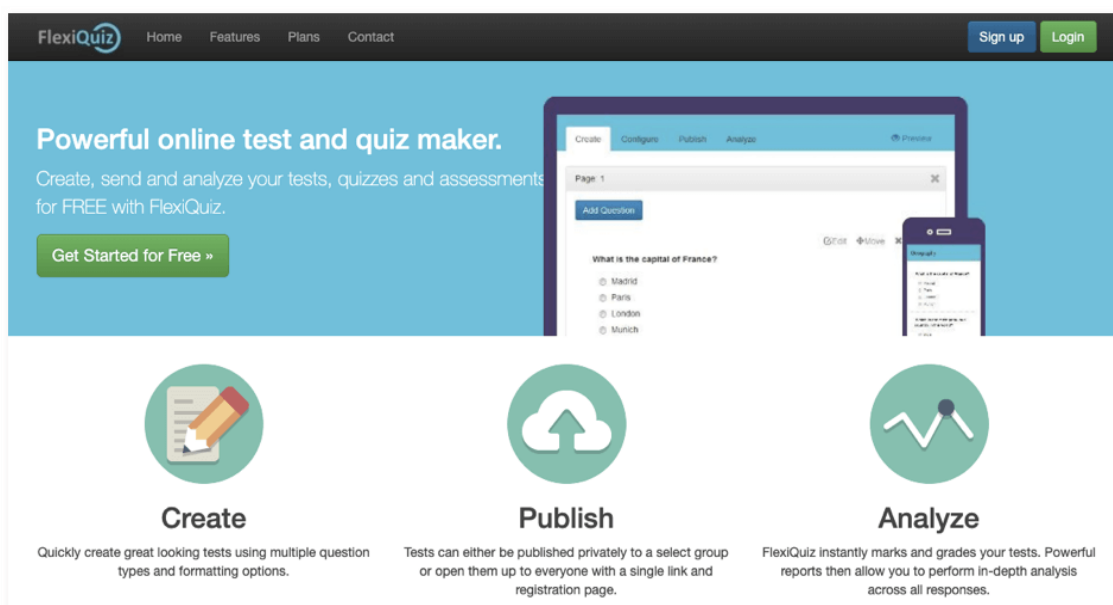 FlexiQuiz Home Features Plans Contact Sign up Login
Powerful online test and quiz maker.
Create, send and analyze your tests, quizzes and assessments
for FREE with FlexiQuiz.
Get Started for Free »
Create Configure Publish Analyze Preview
Page: 1
Add Question
Edit Move
What is the capital of France?
Madrid
Paris
London
Munich
Create
Quickly create great looking tests using multiple question
types and formatting options.
Publish
Tests can either be published privately to a select group
or open them up to everyone with a single link and
registration page.
Analyze
FlexiQuiz instantly marks and grades your tests. Powerful
reports then allow you to perform in-depth analysis
across all responses.